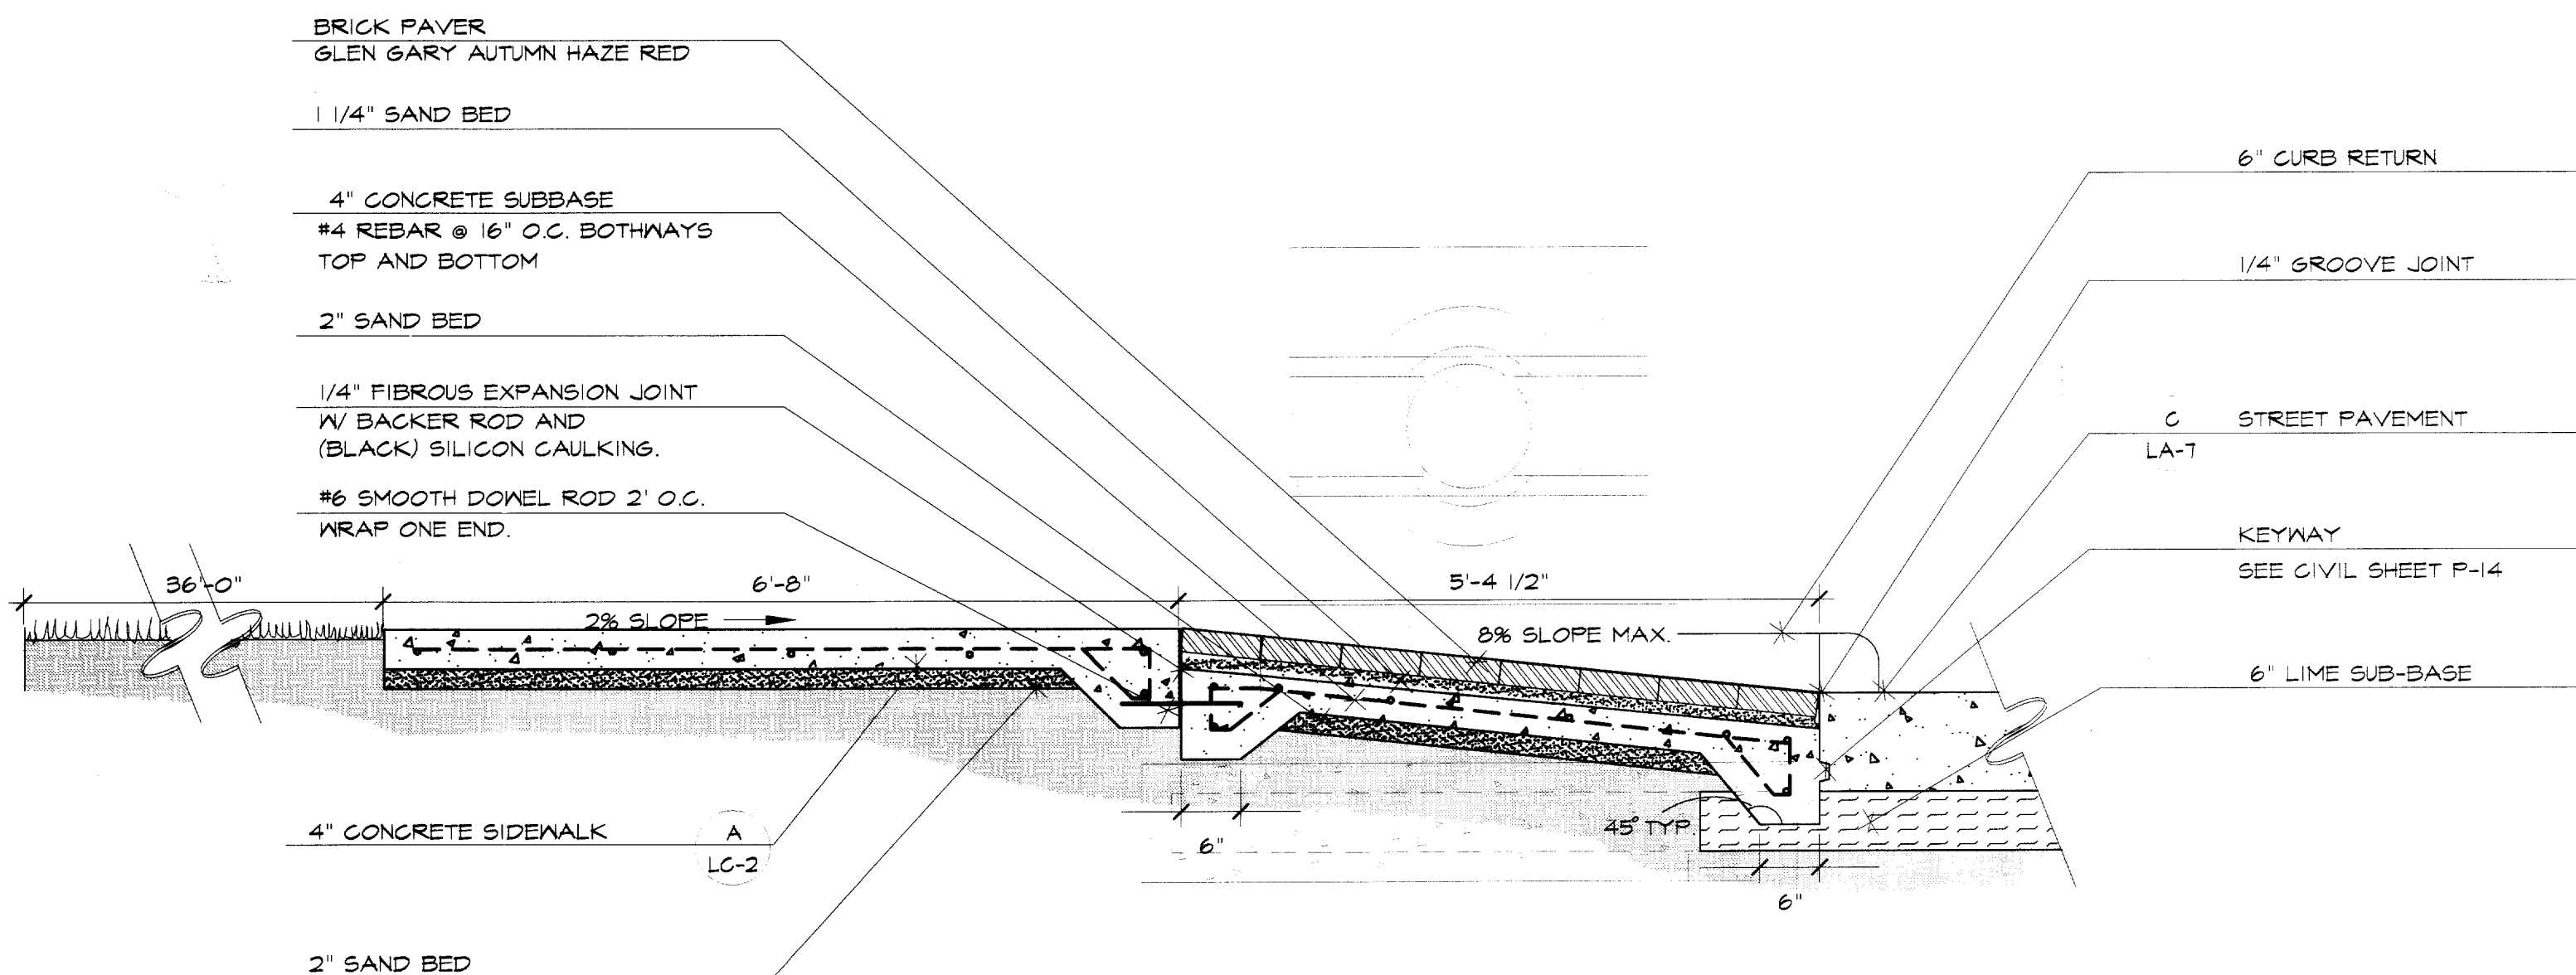 BRICK PAVER
GLEN GARY AUTUMN HAZE RED
1 1/4" SAND BED
4" CONCRETE SUBBASE
#4 REBAR @ 16" O.C. BOTHWAYS
TOP AND BOTTOM
2" SAND BED
1/4" FIBROUS EXPANSION JOINT
W/ BACKER ROD AND
(BLACK) SILICON CAULKING.
#6 SMOOTH DOWEL ROD 2' O.C.
WRAP ONE END.
6" CURB RETURN
1/4" GROOVE JOINT
C STREET PAVEMENT
LA-7
KEYWAY
SEE CIVIL SHEET P-14
6" LIME SUB-BASE
36'-0"
6'-8"
5'-4 1/2"
2% SLOPE
8% SLOPE MAX.
45° TYP.
6"
6"
4" CONCRETE SIDEWALK
A
LC-2
2" SAND BED